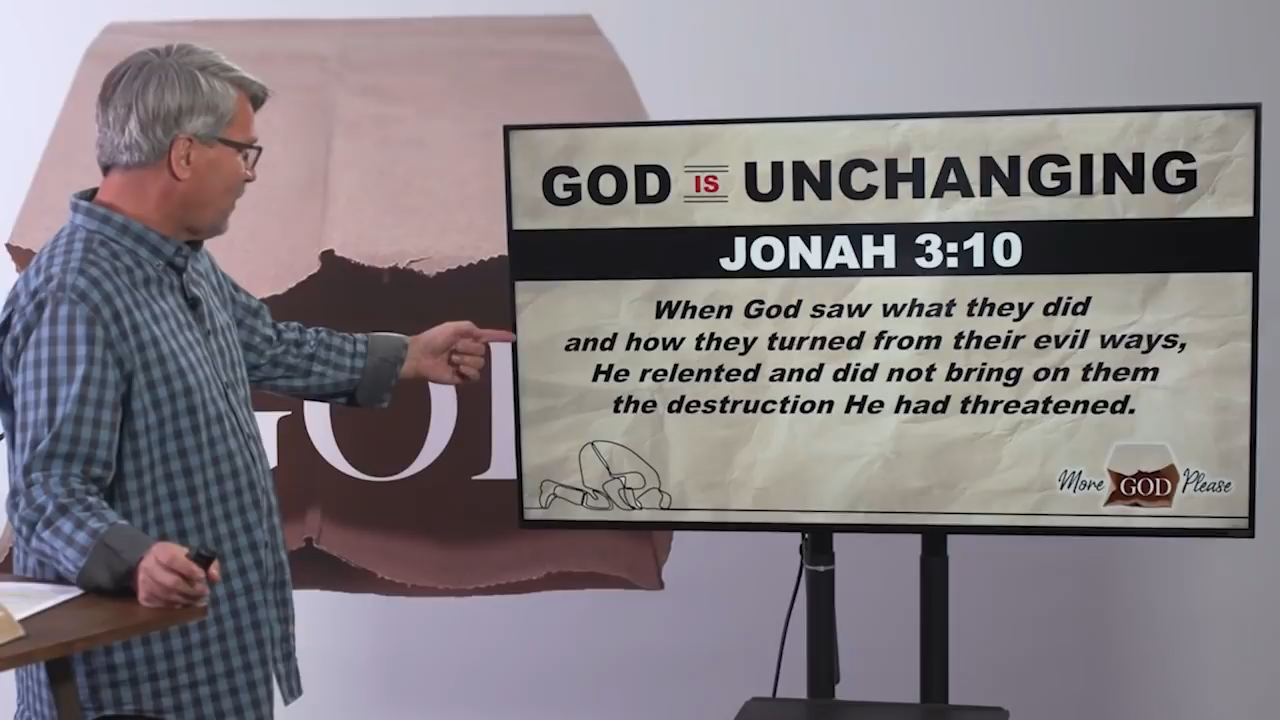 GOD IS UNCHANGING
JONAH 3:10
When God saw what they did
and how they turned from their evil ways,
He relented and did not bring on them
the destruction He had threatened.
More GOD Please